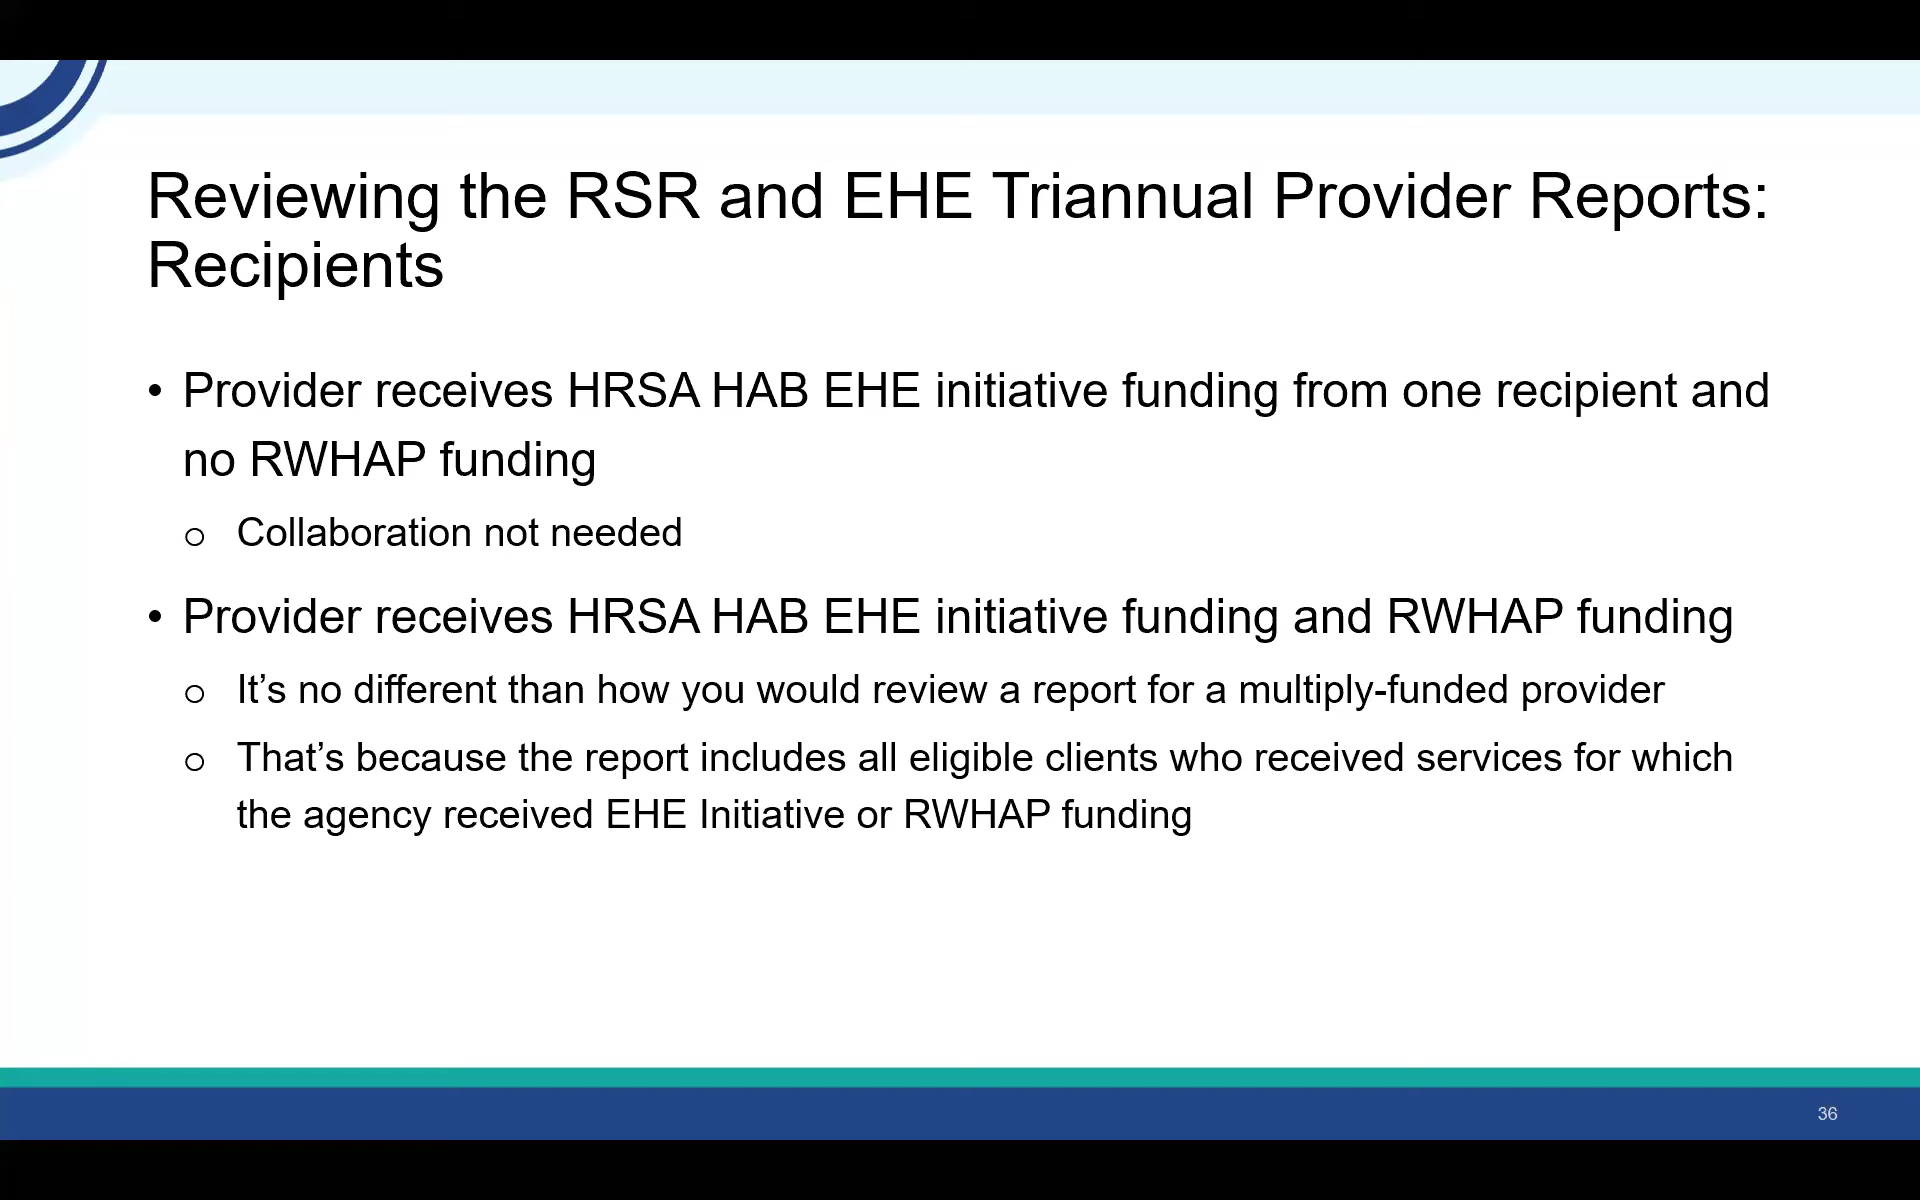 Reviewing the RSR and EHE Triannual Provider Reports:
Recipients
• Provider receives HRSA HAB EHE initiative funding from one recipient and
no RWHAP funding
o Collaboration not needed
• Provider receives HRSA HAB EHE initiative funding and RWHAP funding
o It’s no different than how you would review a report for a multiply-funded provider
o That’s because the report includes all eligible clients who received services for which
the agency received EHE Initiative or RWHAP funding
36